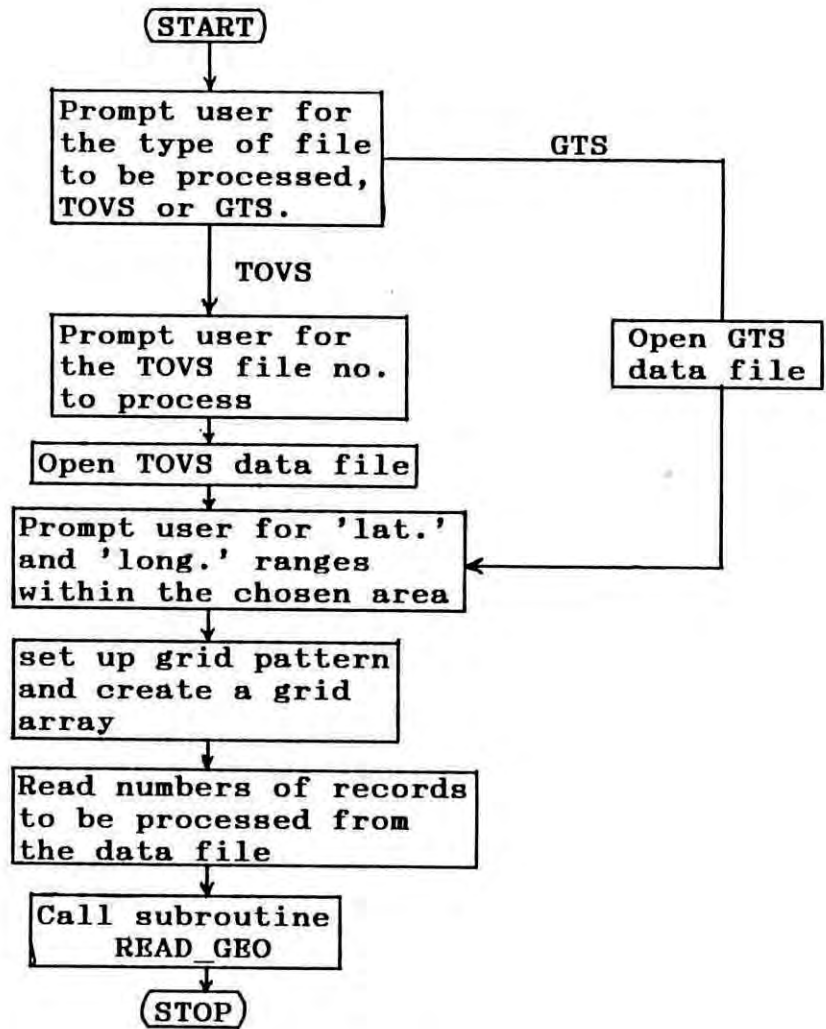 START
Prompt user for
the type of file
to be processed,
TOVS or GTS.
GTS
TOVS
Prompt user for
the TOVS file no.
to process
Open GTS
data file
Open TOVS data file
Prompt user for 'lat.'
and 'long.' ranges
within the chosen area
set up grid pattern
and create a grid
array
Read numbers of records
to be processed from
the data file
Call subroutine
READ_GEO
STOP